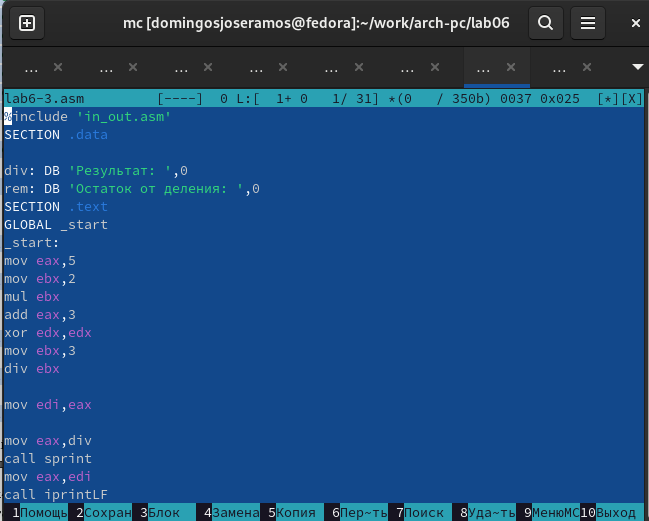 mc [domingosjoseramos@fedora]:~/work/arch-pc/lab06
... × ... × ... × ... × ... × ... × ... × ... ×
lab6-3.asm [----] 0 L:[ 1+ 0 1/ 31] *(0 / 350b) 0037 0x025 [*][X]
%include 'in_out.asm'
SECTION .data
div: DB 'Результат: ',0
rem: DB 'Остаток от деления: ',0
SECTION .text
GLOBAL _start
_start:
mov eax,5
mov ebx,2
mul ebx
add eax,3
xor edx,edx
mov ebx,3
div ebx
mov edi,eax
mov eax,div
call sprint
mov eax,edi
call iprintLF
1Помощь 2Сохран 3Блок 4Замена 5Копия 6Пер~ть 7Поиск 8Уда~ть 9МенюMC 10Выход